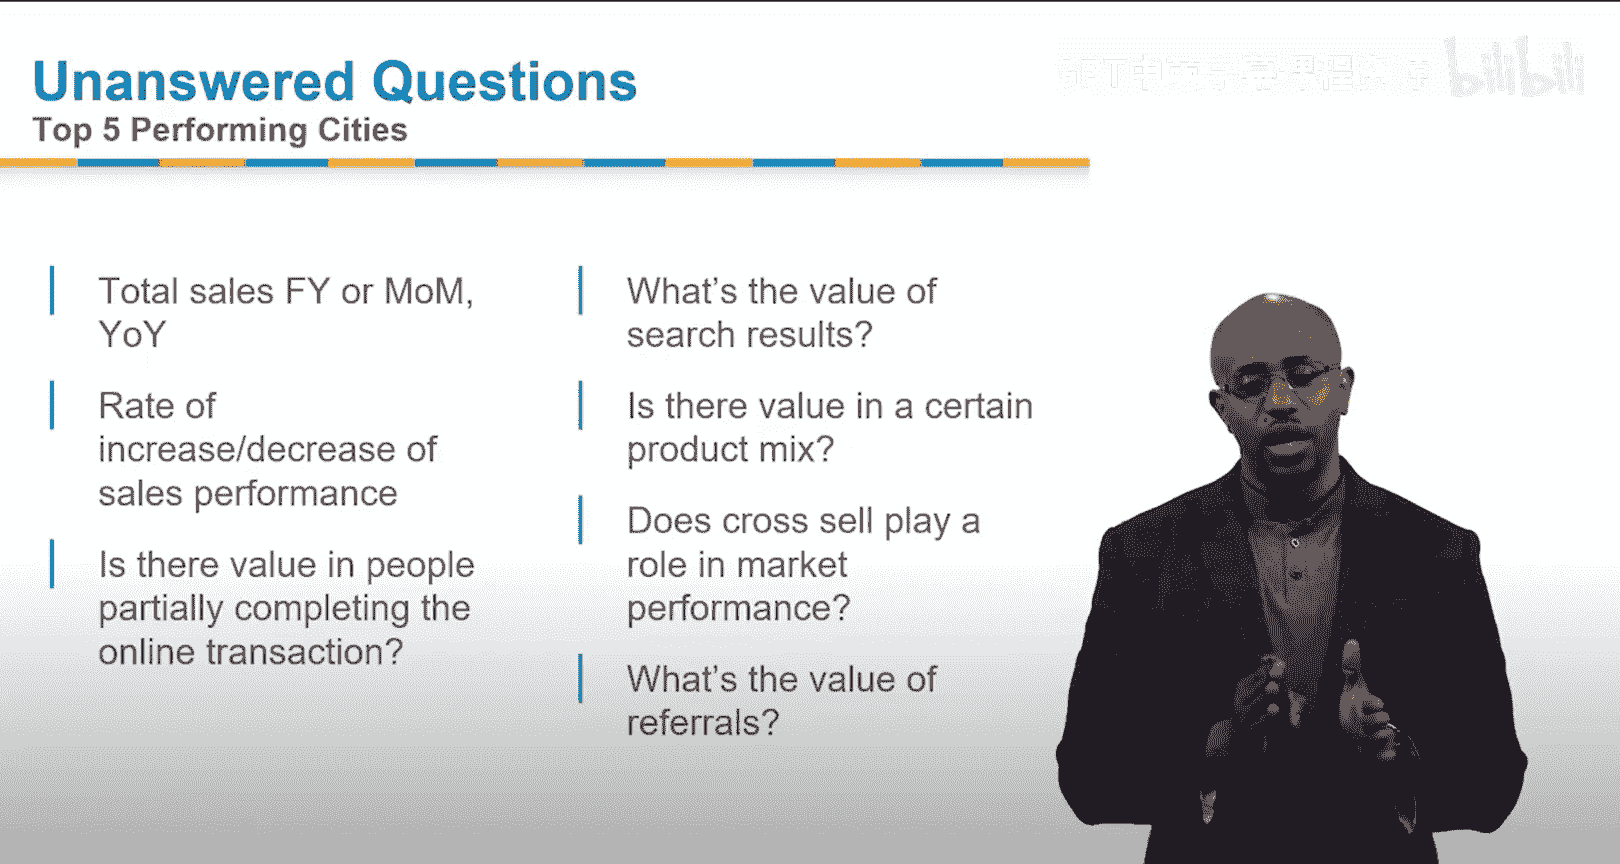 Unanswered Questions
Top 5 Performing Cities
Total sales FY or MoM,
YoY
Rate of
increase/decrease of
sales performance
Is there value in people
partially completing the
online transaction?
What’s the value of
search results?
Is there value in a certain
product mix?
Does cross sell play a
role in market
performance?
What’s the value of
referrals?
bilibili